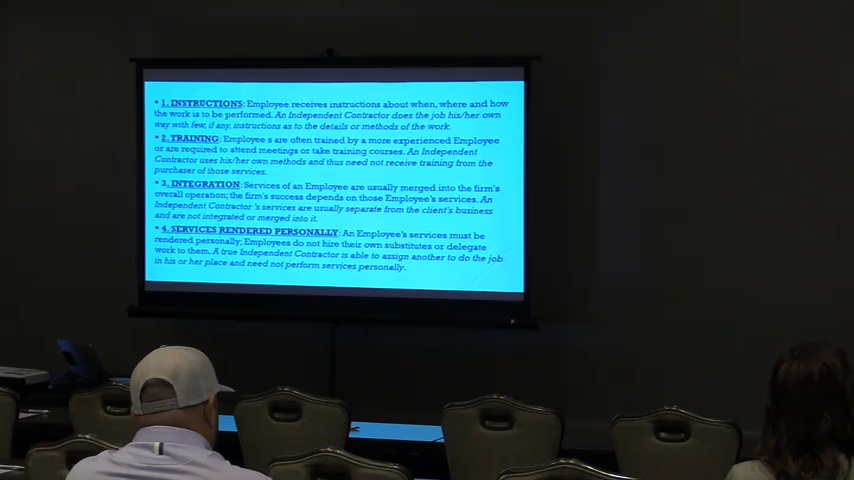 * 1. INSTRUCTIONS: Employee receives instructions about when, where and how
the work is to be performed. An Independent Contractor does the job his/her own
way with few, if any, instructions as to the details or methods of the work.
* 2. TRAINING: Employee s are often trained by a more experienced Employee
or are required to attend meetings or take training courses. An Independent
Contractor uses his/her own methods and thus need not receive training from the
purchaser of those services.
* 3. INTEGRATION: Services of an Employee are usually merged into the firm's
overall operation; the firm's success depends on those Employee's services. An
Independent Contractor 's services are usually separate from the client's business
and are not integrated or merged into it.
* 4. SERVICES RENDERED PERSONALLY: An Employee's services must be
rendered personally; Employees do not hire their own substitutes or delegate
work to them. A true Independent Contractor is able to assign another to do the job
in his or her place and need not perform services personally.